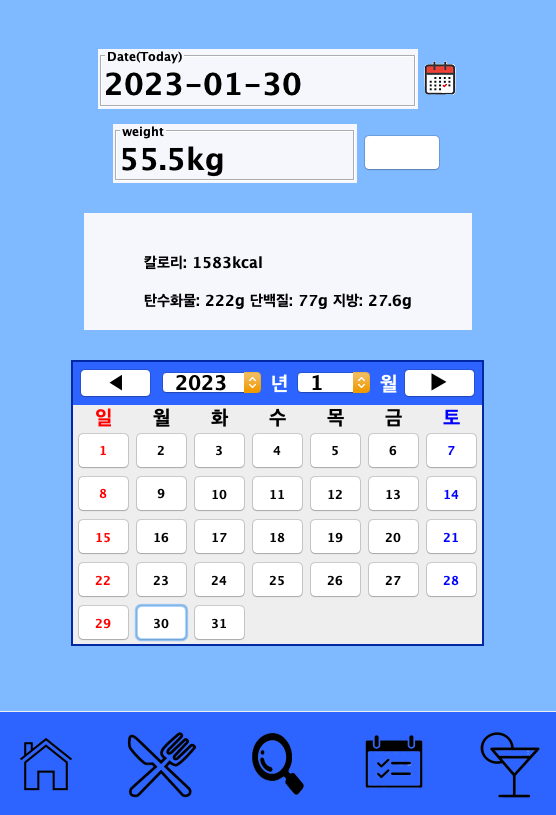 Date(Today)
2023-01-30
weight
55.5kg
칼로리: 1583kcal
탄수화물: 222g 단백질: 77g 지방: 27.6g
◀ 2023 년 1 월 ▶
일 월 화 수 목 금 토
1 2 3 4 5 6 7
8 9 10 11 12 13 14
15 16 17 18 19 20 21
22 23 24 25 26 27 28
29 30 31